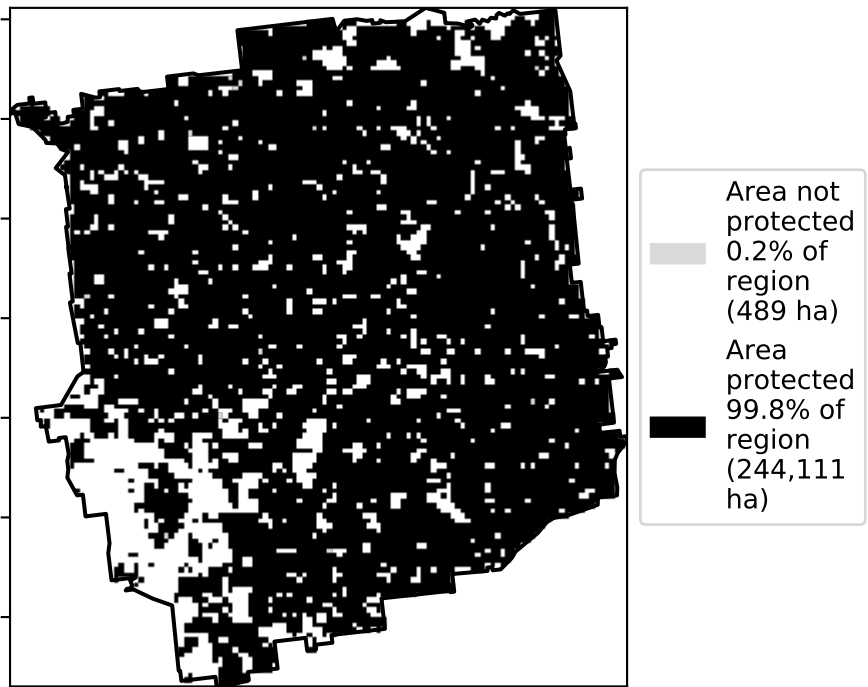 Area not
protected
0.2% of
region
(489 ha)
Area
protected
99.8% of
region
(244,111
ha)